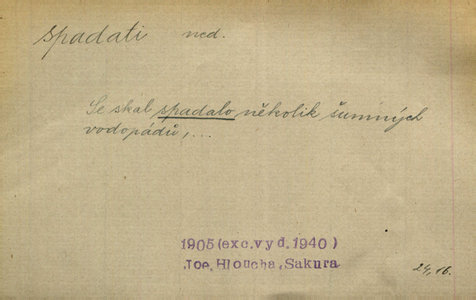 spadati ned.
Se skal spadalo několik šumných
vodopádů, ...
1905 (exc. vyd. 1940)
Joe. Hloucha, Sakura
24, 16.